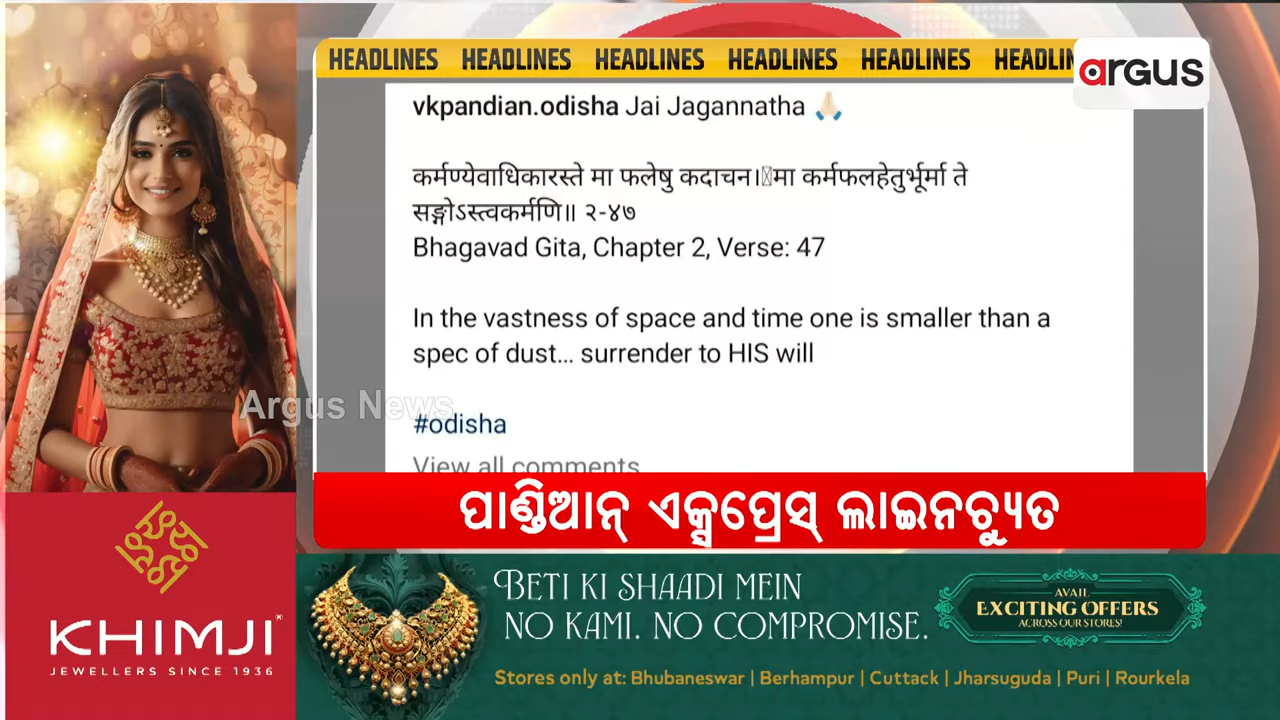 HEADLINES HEADLINES HEADLINES HEADLINES HEADLINES
argus
vkpandian.odisha Jai Jagannatha 🙏🏻
कर्मण्येवाधिकारस्ते मा फलेषु कदाचन। मा कर्मफलहेतुर्भूर्मा ते
सङ्गोऽस्त्वकर्मणि॥ २-४७
Bhagavad Gita, Chapter 2, Verse: 47
In the vastness of space and time one is smaller than a
spec of dust... surrender to HIS will
Argus News
#odisha
View all comments
ପାଣ୍ଡିଆନ୍ ଏକ୍ସପ୍ରେସ୍ ଲାଇନଚ୍ୟୁତ
KHIMJI
JEWELLERS SINCE 1936
BETI KI SHAADI MEIN
NO KAMI. NO COMPROMISE.
AVAIL
EXCITING OFFERS
ACROSS OUR STORES!
Stores only at: Bhubaneswar | Berhampur | Cuttack | Jharsuguda | Puri | Rourkela